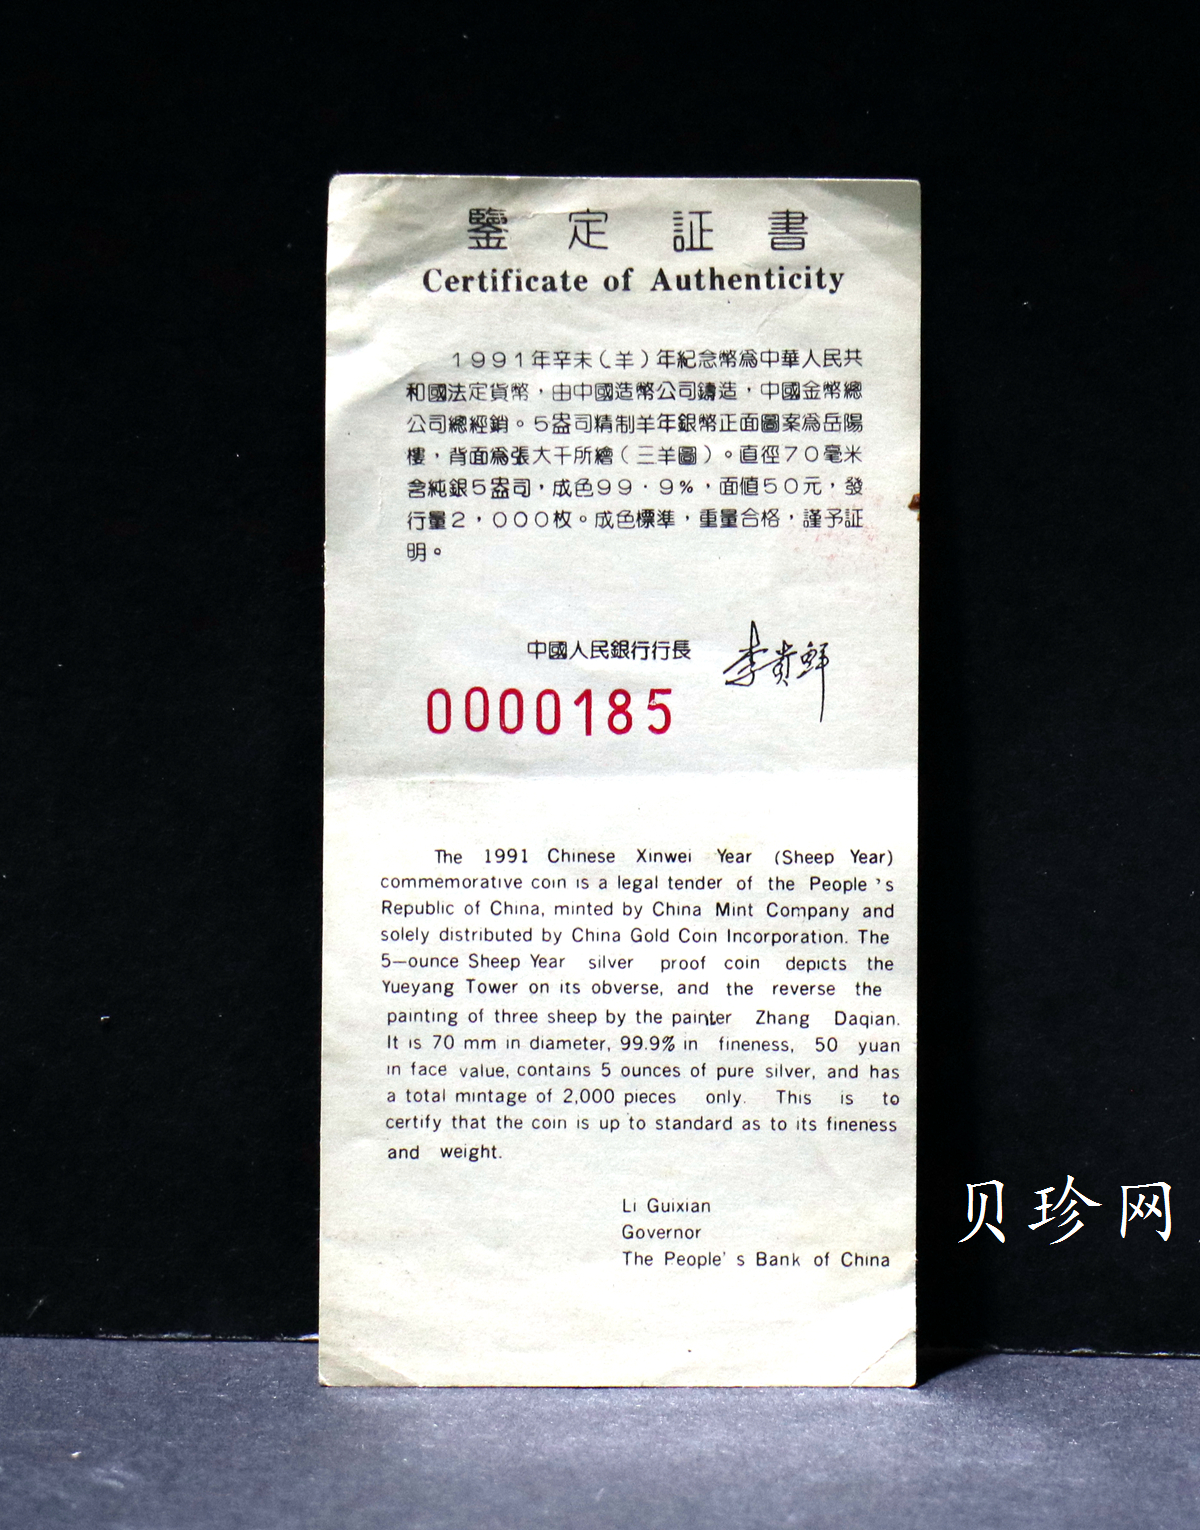 鑒定証書
Certificate of Authenticity
1991年辛未(羊)年紀念幣爲中華人民共
和國法定貨幣，由中國造幣公司鑄造，中國金幣總
公司總經銷。5盎司精制羊年銀幣正面圖案爲岳陽
樓，背面爲張大千所繪(三羊圖)。直徑70毫米
含純銀5盎司，成色99.9%，面值50元，發
行量2，000枚。成色標準，重量合格，謹予証
明。
中國人民銀行行長 李貴鮮
0000185
The 1991 Chinese Xinwei Year (Sheep Year)
commemorative coin is a legal tender of the People's
Republic of China, minted by China Mint Company and
solely distributed by China Gold Coin Incorporation. The
5—ounce Sheep Year silver proof coin depicts the
Yueyang Tower on its obverse, and the reverse the
painting of three sheep by the painter Zhang Daqian.
It is 70 mm in diameter, 99.9% in fineness, 50 yuan
in face value, contains 5 ounces of pure silver, and has
a total mintage of 2,000 pieces only. This is to
certify that the coin is up to standard as to its fineness
and weight.
Li Guixian
Governor
The People's Bank of China
贝珍网